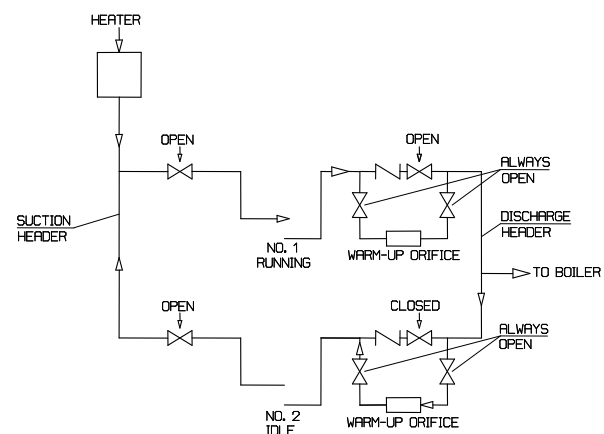 HEATER
OPEN
OPEN
ALWAYS
OPEN
SUCTION
HEADER
DISCHARGE
HEADER
NO. 1
RUNNING
WARM-UP ORIFICE
TO BOILER
OPEN
CLOSED
ALWAYS
OPEN
NO. 2
IDLE
WARM-UP ORIFICE